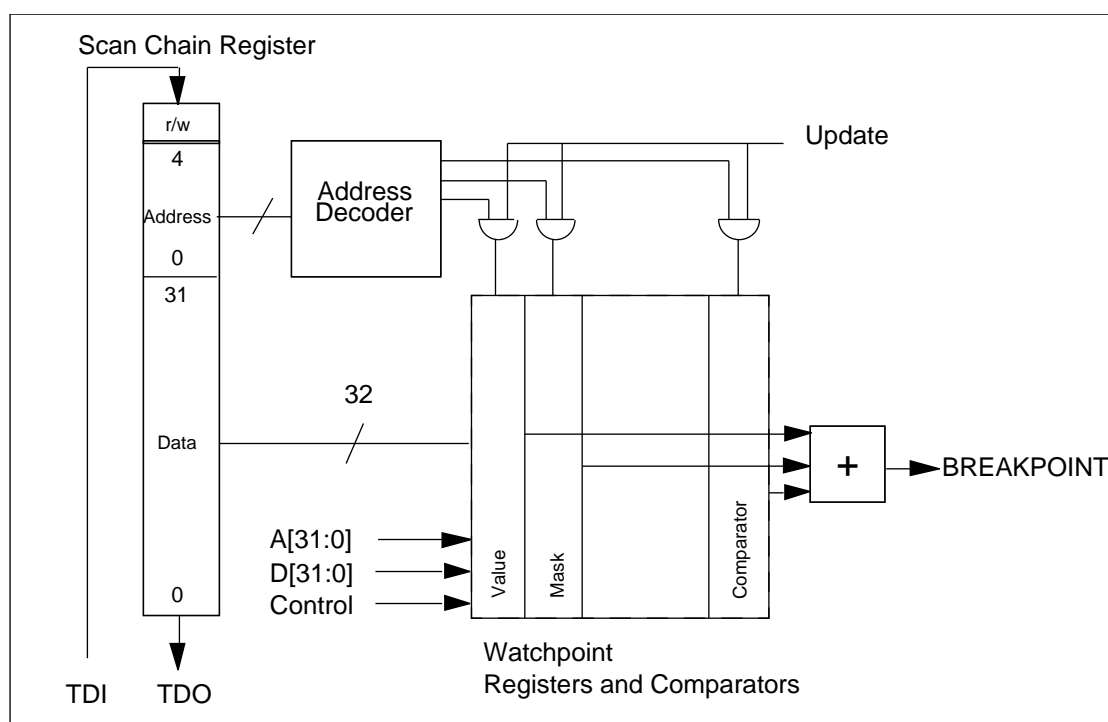 Scan Chain Register
r/w
4
Address
0
31
Data
0
TDI
TDO
Address
Decoder
Update
32
A[31:0]
D[31:0]
Control
Value
Mask
Comparator
+
BREAKPOINT
Watchpoint
Registers and Comparators